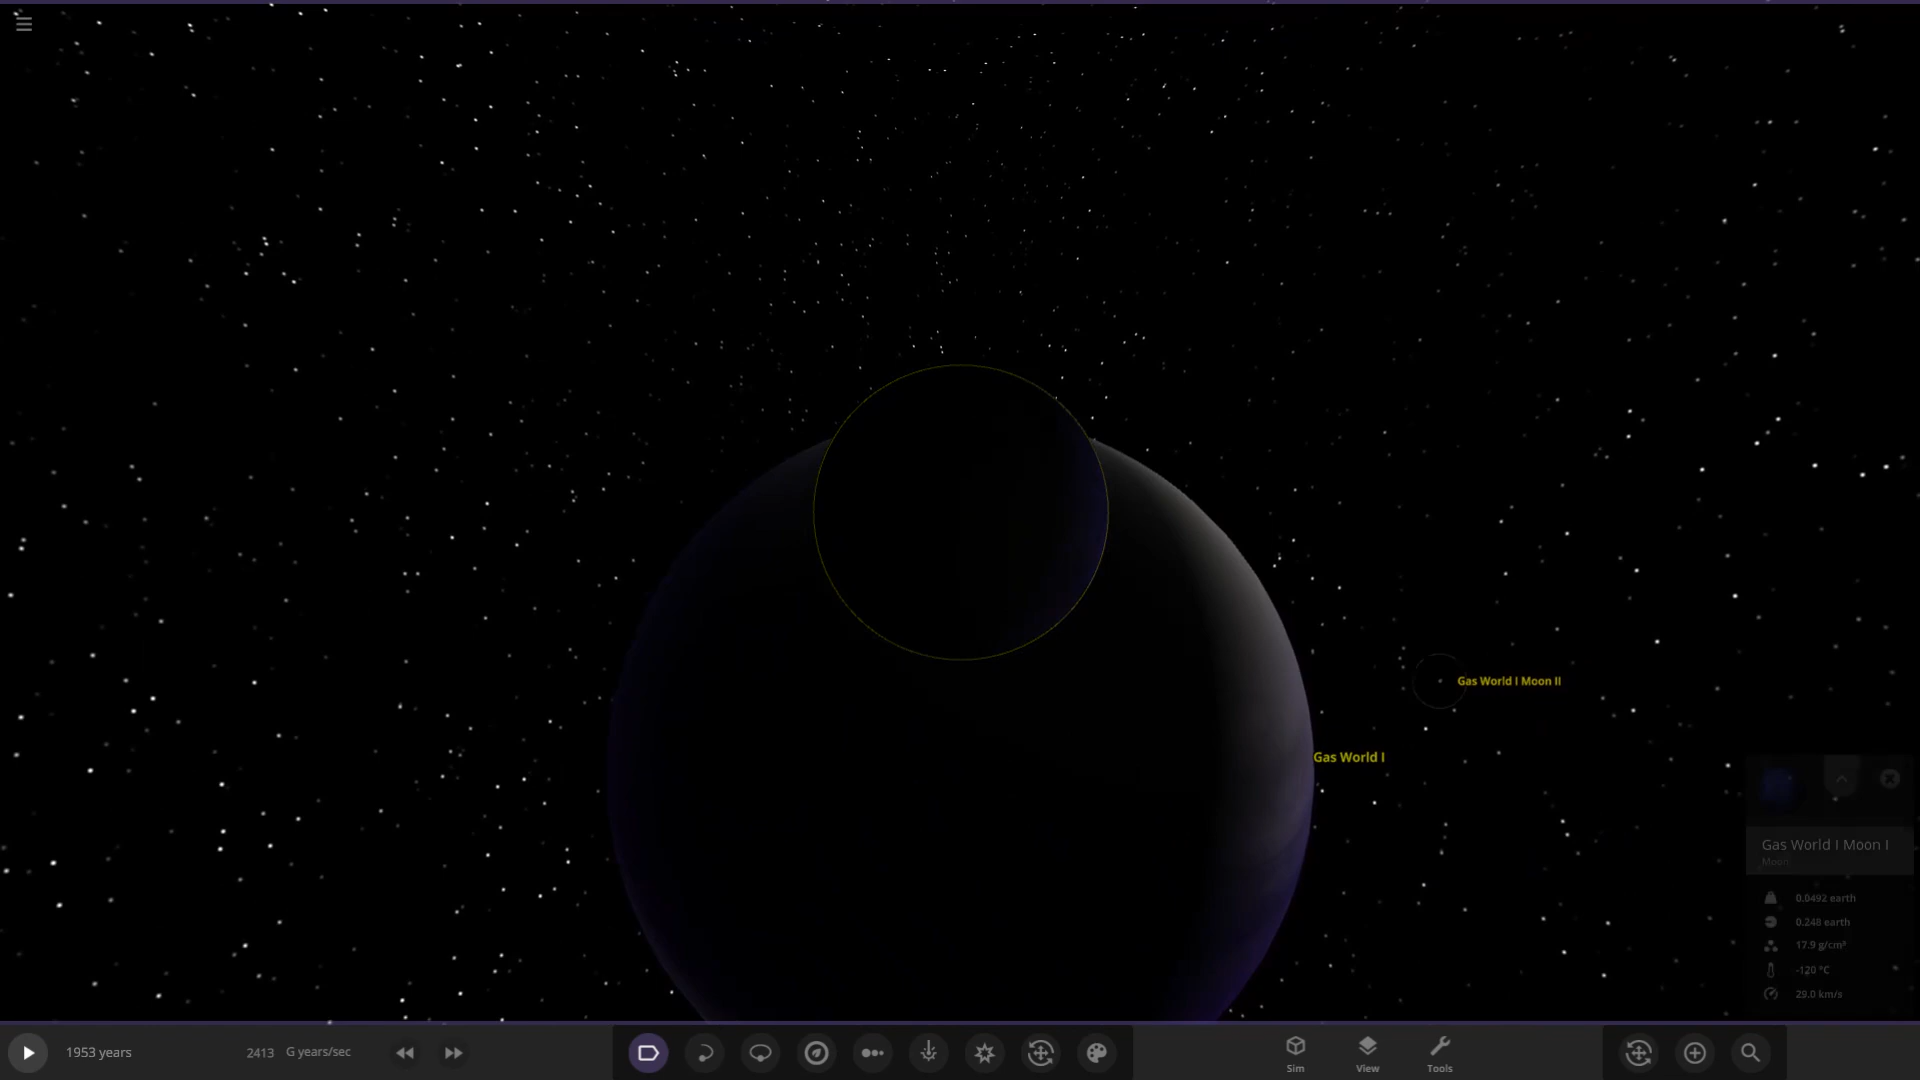 Gas World I Moon II
Gas World I
Gas World I Moon I
Moon
0.0492 earth
0.248 earth
17.9 g/cm³
-120 °C
29.0 km/s
1953 years
2413 G years/sec
Sim
View
Tools